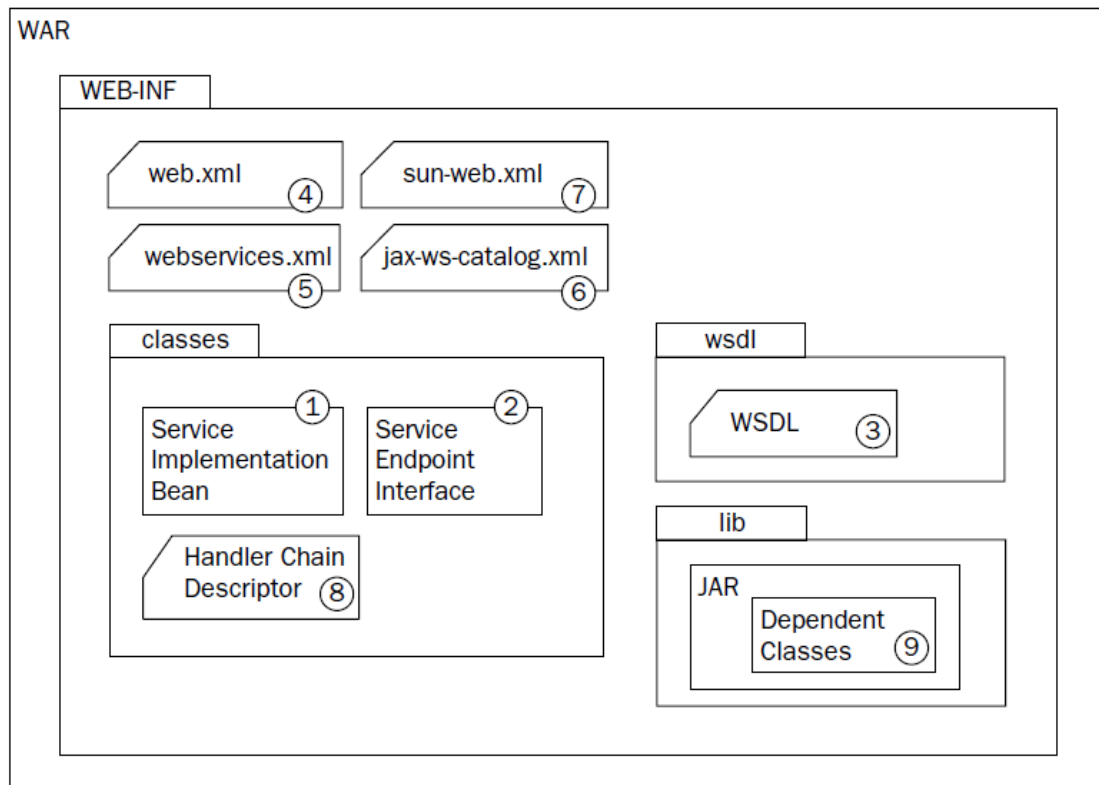 WAR
WEB-INF
web.xml
④
sun-web.xml
⑦
webservices.xml
⑤
jax-ws-catalog.xml
⑥
classes
①
Service
Implementation
Bean
②
Service
Endpoint
Interface
Handler Chain
Descriptor ⑧
wsdl
WSDL
③
lib
JAR
Dependent
Classes ⑨